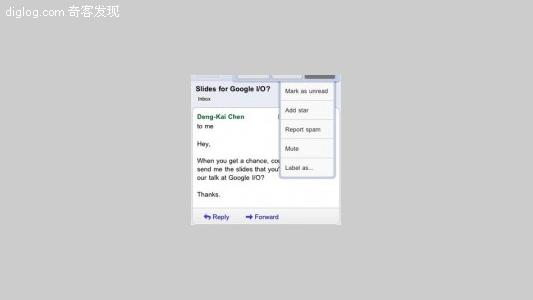 diglog.com 奇客发现
Slides for Google I/O?
Inbox
Mark as unread
Add star
Report spam
Mute
Label as...
Deng-Kai Chen
to me
Hey,
When you get a chance,
send me the slides that
our talk at Google I/O?
Thanks.
Reply
Forward